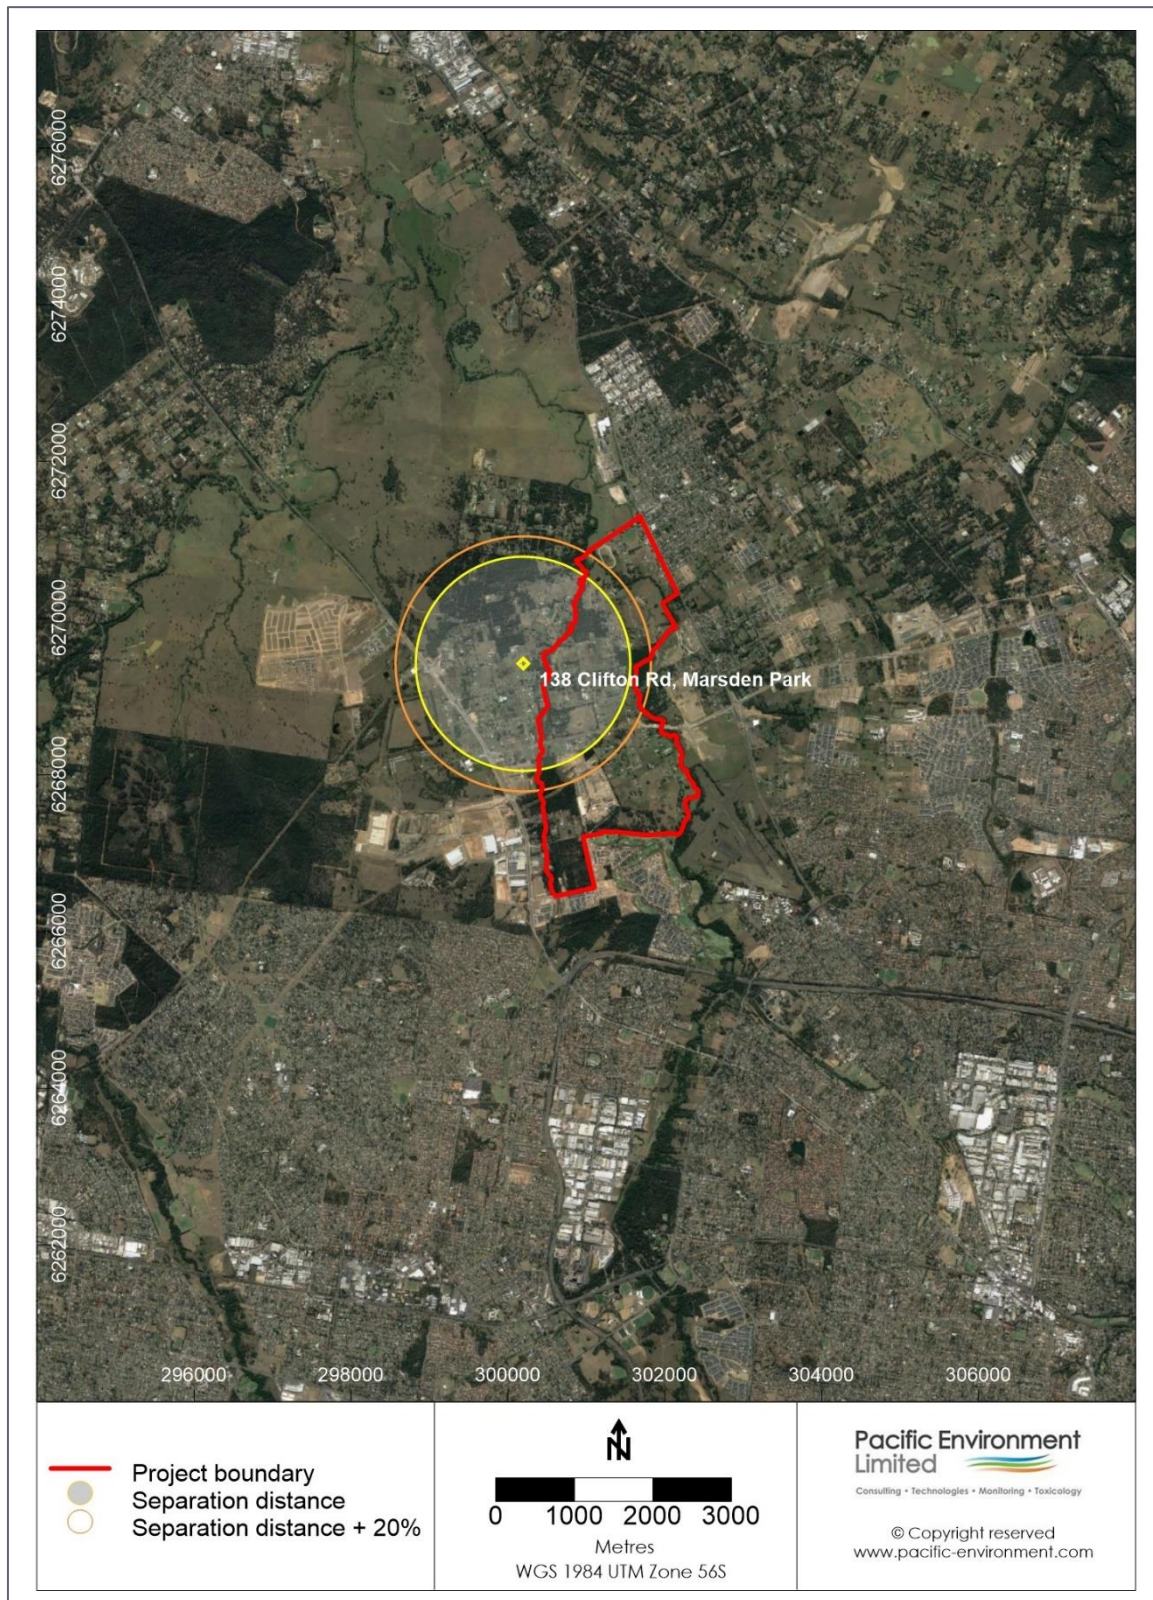 6276000
6274000
6272000
6270000
138 Clifton Rd, Marsden Park
6268000
6266000
6264000
6262000
296000 298000 300000 302000 304000 306000
Project boundary
Separation distance
Separation distance + 20%
N
0 1000 2000 3000
Metres
WGS 1984 UTM Zone 56S
Pacific Environment
Limited
Consulting • Technologies • Monitoring • Toxicology
© Copyright reserved
www.pacific-environment.com